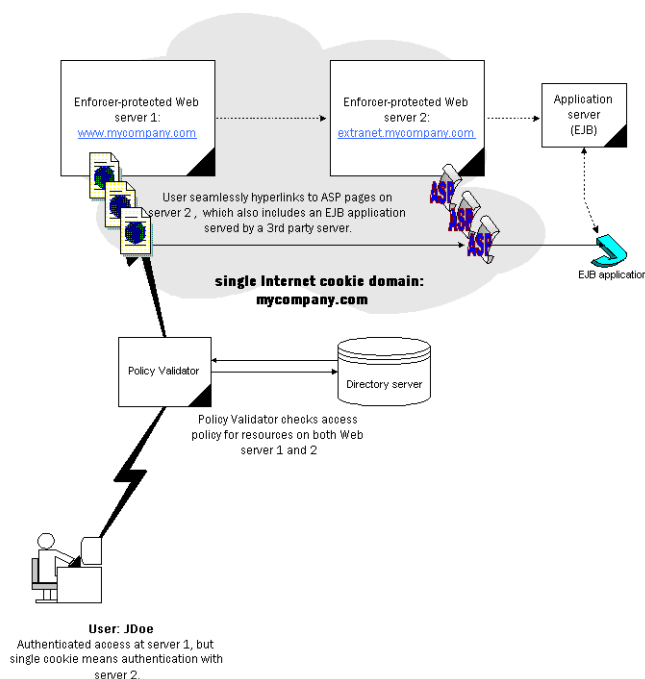 Enforcer-protected Web
server 1:
www.mycompany.com
Enforcer-protected Web
server 2:
extranet.mycompany.com
Application
server
(EJB)
User seamlessly hyperlinks to ASP pages on
server 2 , which also includes an EJB application
served by a 3rd party server.
ASP
ASP
ASP
EJB application
single Internet cookie domain:
mycompany.com
Policy Validator
Directory server
Policy Validator checks access
policy for resources on both Web
server 1 and 2
User: JDoe
Authenticated access at server 1, but
single cookie means authentication with
server 2.